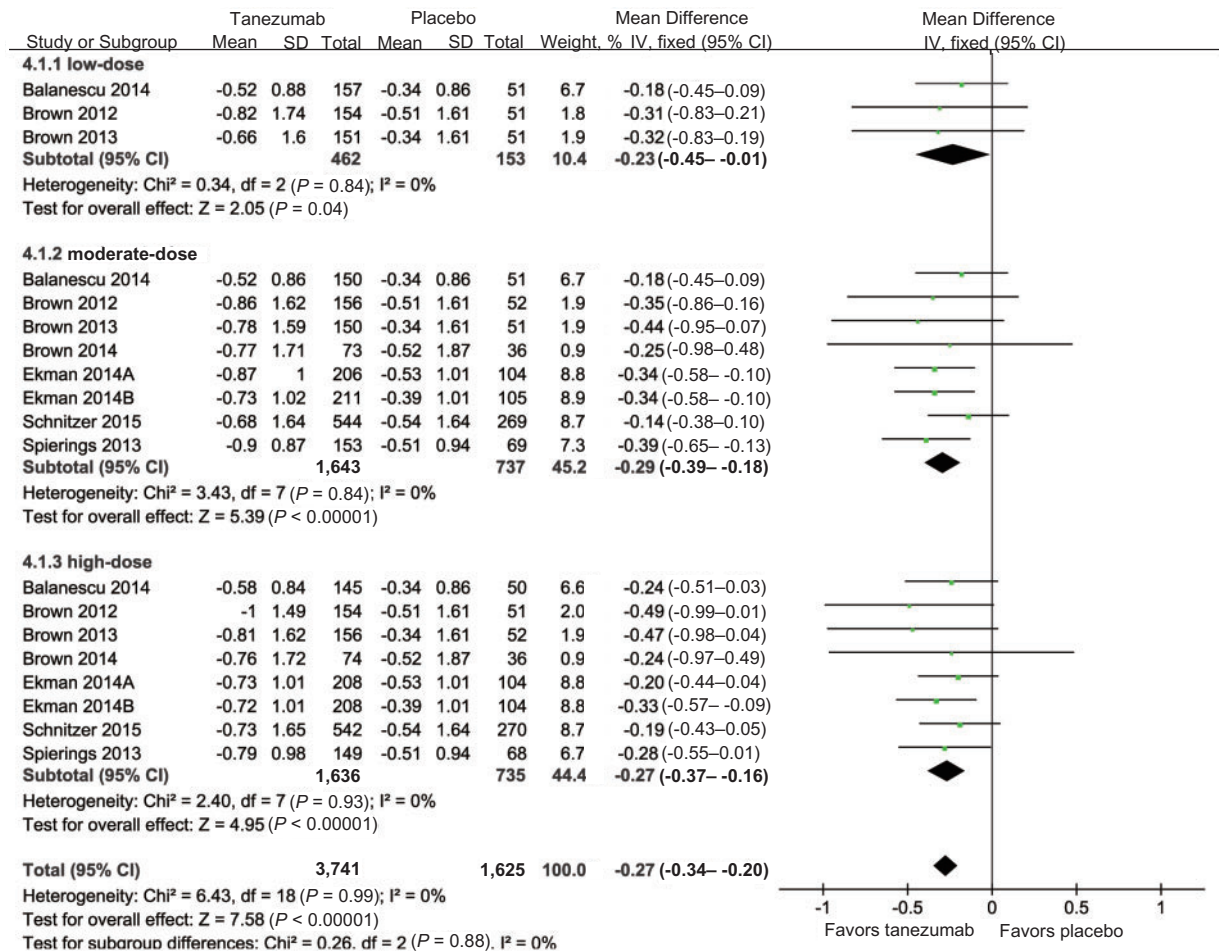 Tanezumab Placebo Mean Difference Mean Difference
Study or Subgroup Mean SD Total Mean SD Total Weight, % IV, fixed (95% CI) IV, fixed (95% CI)
4.1.1 low-dose
Balanescu 2014 -0.52 0.88 157 -0.34 0.86 51 6.7 -0.18 (-0.45–0.09)
Brown 2012 -0.82 1.74 154 -0.51 1.61 51 1.8 -0.31 (-0.83–0.21)
Brown 2013 -0.66 1.6 151 -0.34 1.61 51 1.9 -0.32 (-0.83–0.19)
Subtotal (95% CI) 462 153 10.4 -0.23 (-0.45– -0.01)
Heterogeneity: Chi² = 0.34, df = 2 (P = 0.84); I² = 0%
Test for overall effect: Z = 2.05 (P = 0.04)
4.1.2 moderate-dose
Balanescu 2014 -0.52 0.86 150 -0.34 0.86 51 6.7 -0.18 (-0.45–0.09)
Brown 2012 -0.86 1.62 156 -0.51 1.61 52 1.9 -0.35 (-0.86–0.16)
Brown 2013 -0.78 1.59 150 -0.34 1.61 51 1.9 -0.44 (-0.95–0.07)
Brown 2014 -0.77 1.71 73 -0.52 1.87 36 0.9 -0.25 (-0.98–0.48)
Ekman 2014A -0.87 1 206 -0.53 1.01 104 8.8 -0.34 (-0.58– -0.10)
Ekman 2014B -0.73 1.02 211 -0.39 1.01 105 8.9 -0.34 (-0.58– -0.10)
Schnitzer 2015 -0.68 1.64 544 -0.54 1.64 269 8.7 -0.14 (-0.38–0.10)
Spierings 2013 -0.9 0.87 153 -0.51 0.94 69 7.3 -0.39 (-0.65– -0.13)
Subtotal (95% CI) 1,643 737 45.2 -0.29 (-0.39– -0.18)
Heterogeneity: Chi² = 3.43, df = 7 (P = 0.84); I² = 0%
Test for overall effect: Z = 5.39 (P < 0.00001)
4.1.3 high-dose
Balanescu 2014 -0.58 0.84 145 -0.34 0.86 50 6.6 -0.24 (-0.51–0.03)
Brown 2012 -1 1.49 154 -0.51 1.61 51 2.0 -0.49 (-0.99–0.01)
Brown 2013 -0.81 1.62 156 -0.34 1.61 52 1.9 -0.47 (-0.98–0.04)
Brown 2014 -0.76 1.72 74 -0.52 1.87 36 0.9 -0.24 (-0.97–0.49)
Ekman 2014A -0.73 1.01 208 -0.53 1.01 104 8.8 -0.20 (-0.44–0.04)
Ekman 2014B -0.72 1.01 208 -0.39 1.01 104 8.8 -0.33 (-0.57– -0.09)
Schnitzer 2015 -0.73 1.65 542 -0.54 1.64 270 8.7 -0.19 (-0.43–0.05)
Spierings 2013 -0.79 0.98 149 -0.51 0.94 68 6.7 -0.28 (-0.55–0.01)
Subtotal (95% CI) 1,636 735 44.4 -0.27 (-0.37– -0.16)
Heterogeneity: Chi² = 2.40, df = 7 (P = 0.93); I² = 0%
Test for overall effect: Z = 4.95 (P < 0.00001)
Total (95% CI) 3,741 1,625 100.0 -0.27 (-0.34– -0.20)
Heterogeneity: Chi² = 6.43, df = 18 (P = 0.99); I² = 0%
Test for overall effect: Z = 7.58 (P < 0.00001)
Test for subgroup differences: Chi² = 0.26, df = 2 (P = 0.88), I² = 0%
-1 -0.5 0 0.5 1
Favors tanezumab Favors placebo